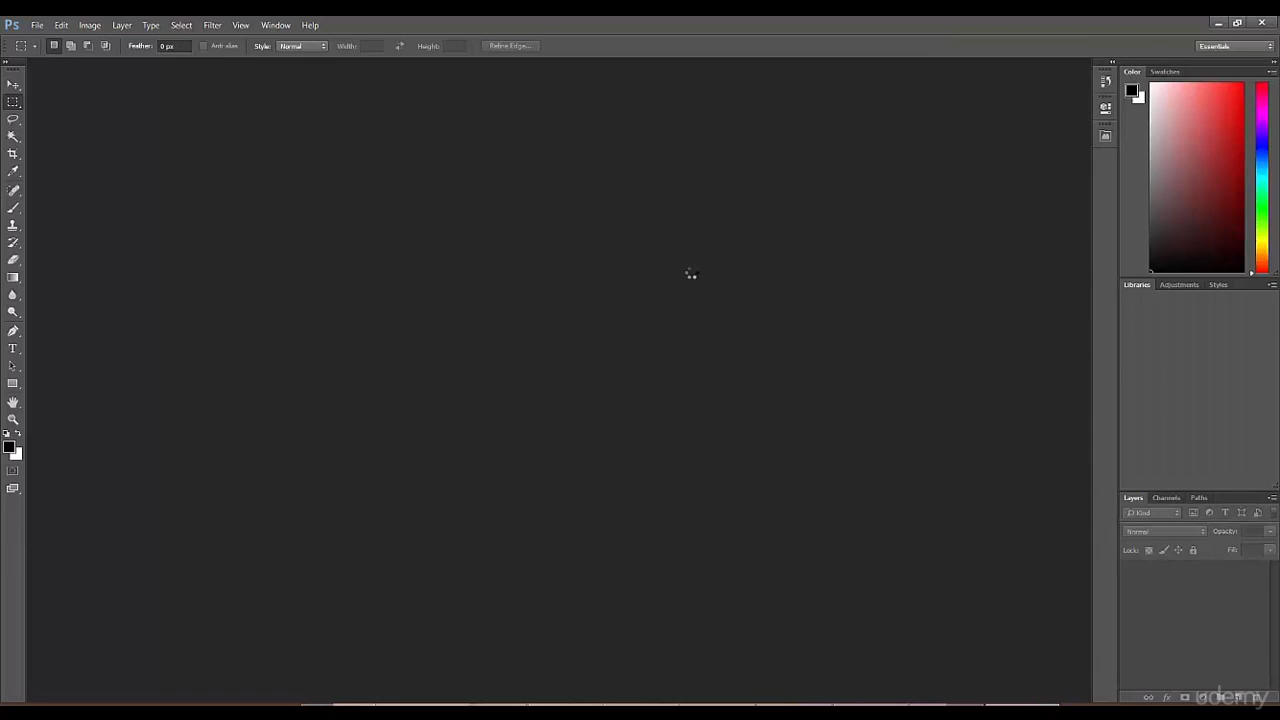 Ps File Edit Image Layer Type Select Filter View Window Help
Feather: 0 px Anti-alias Style: Normal Width: Height: Refine Edge... Essentials
Color Swatches
Libraries Adjustments Styles
Layers Channels Paths
Kind
Normal Opacity:
Lock: Fill:
udemy